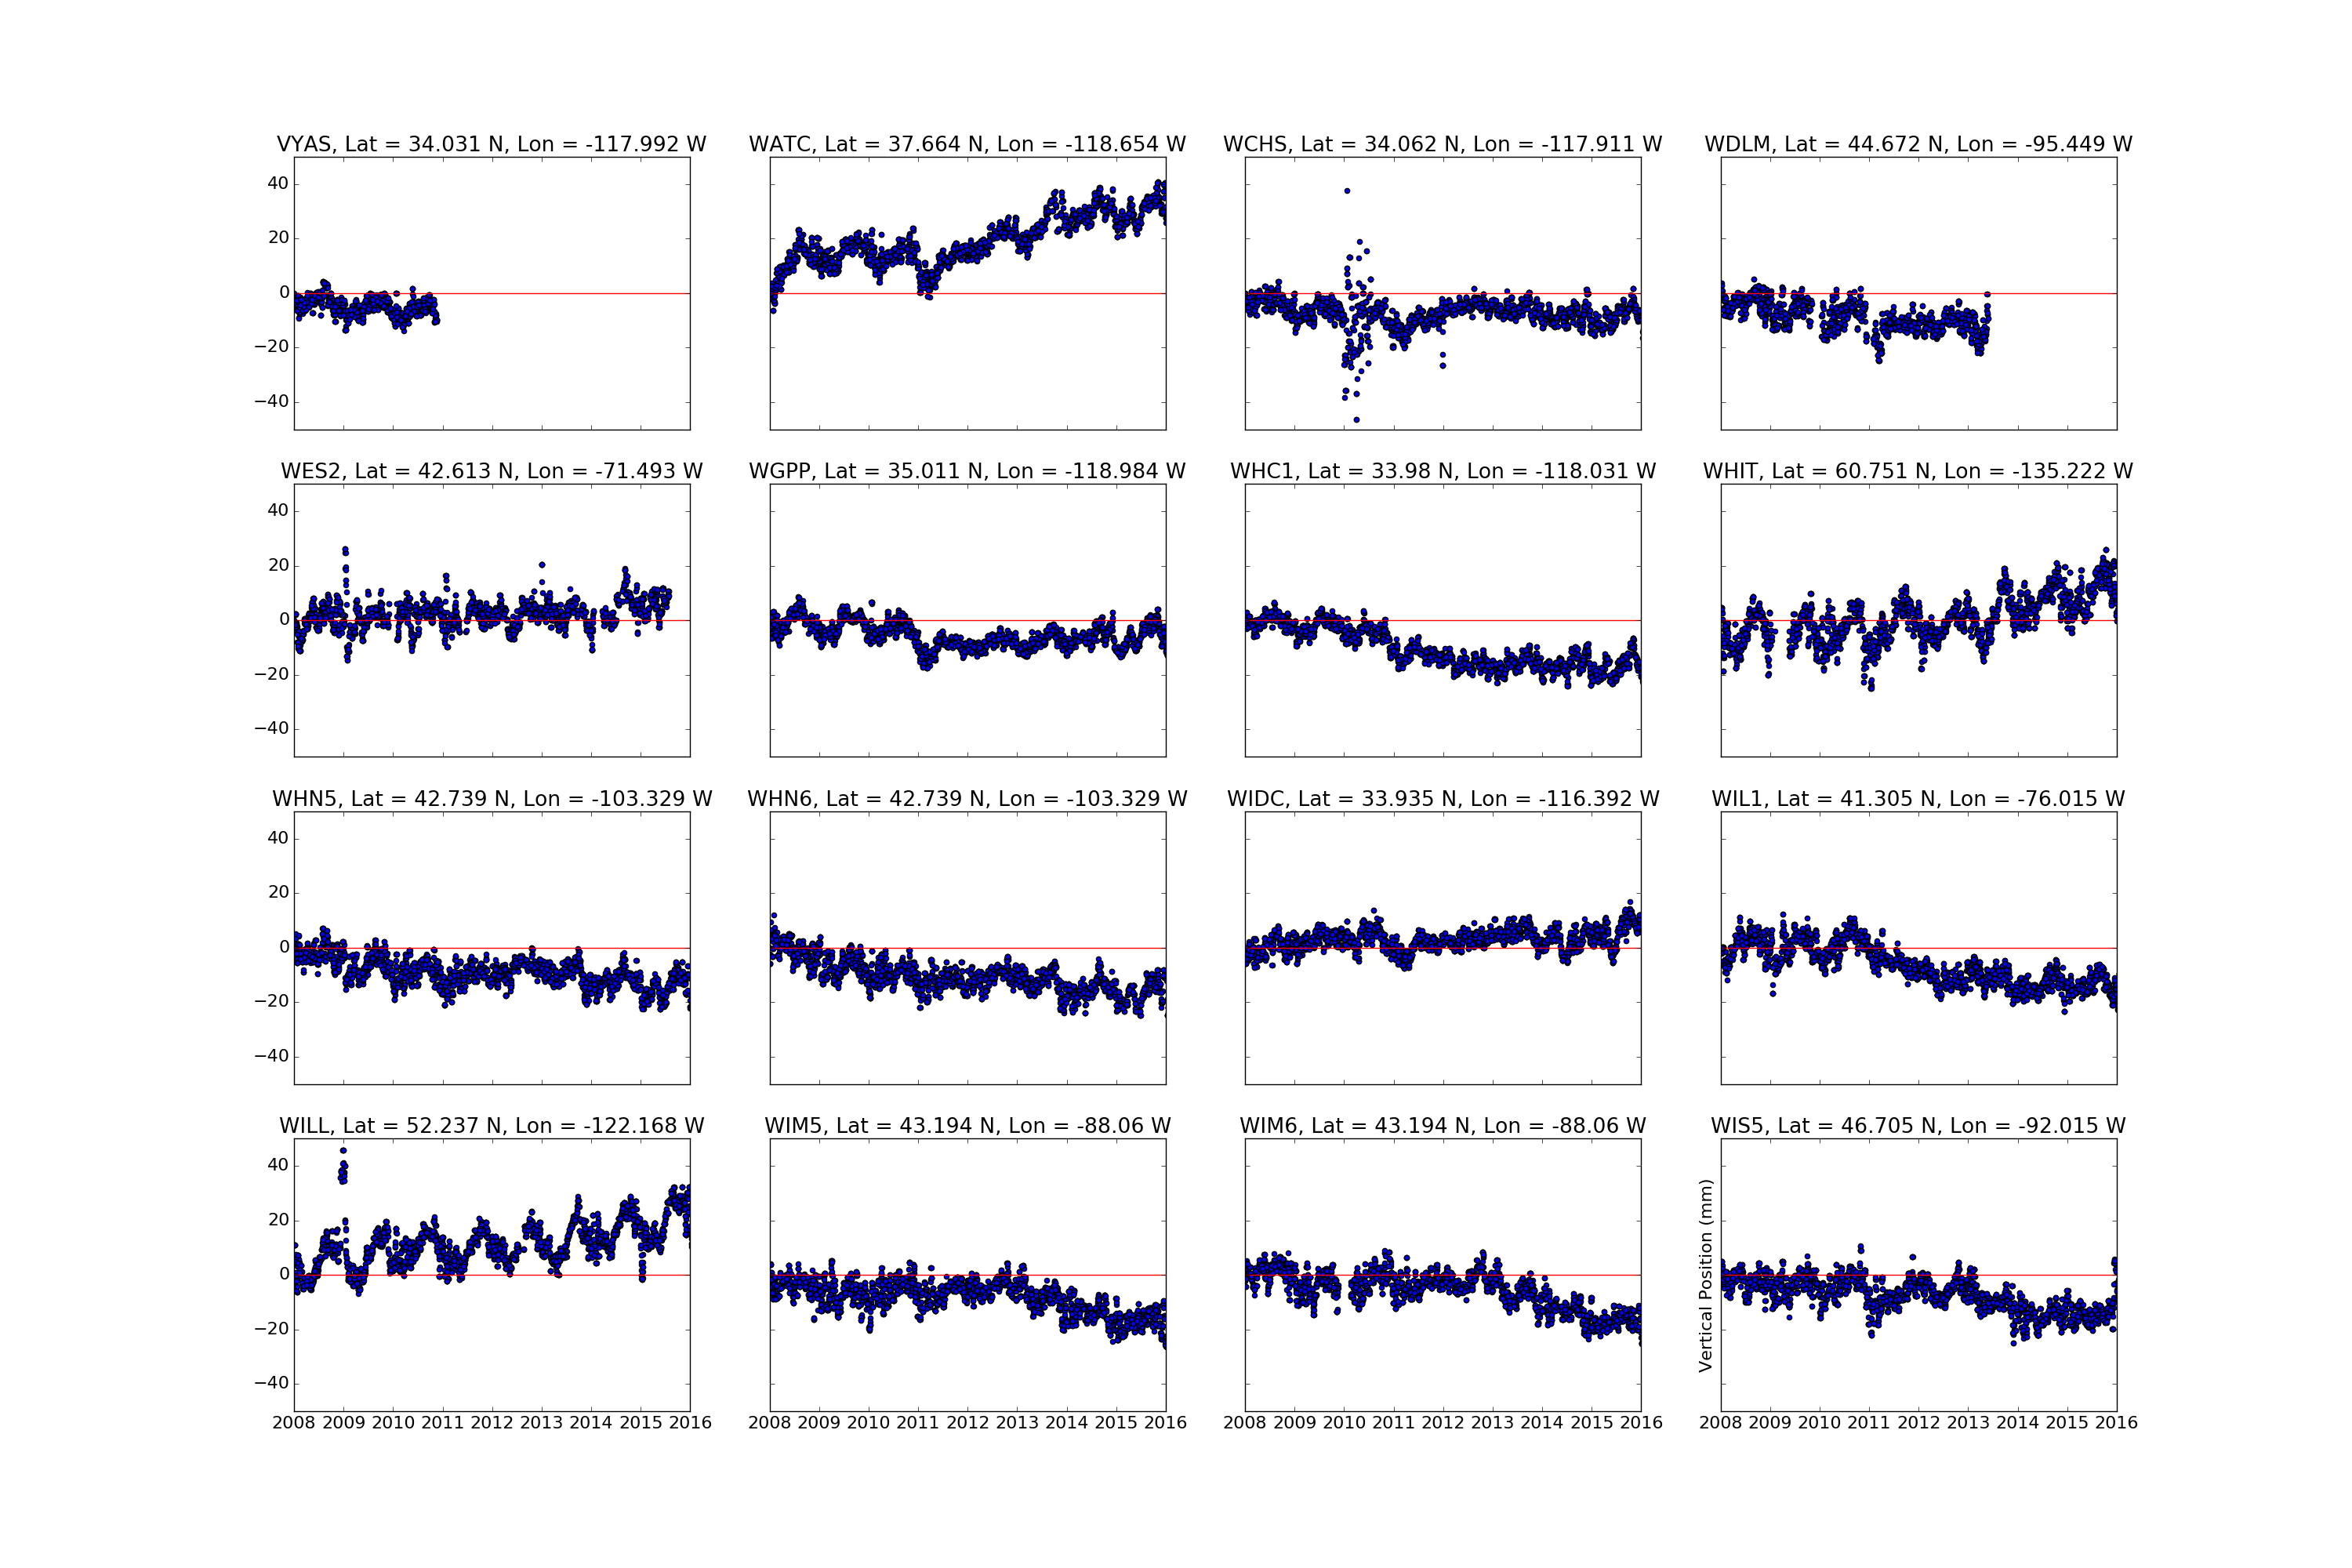 VYAS, Lat = 34.031 N, Lon = -117.992 W
WATC, Lat = 37.664 N, Lon = -118.654 W
WCHS, Lat = 34.062 N, Lon = -117.911 W
WDLM, Lat = 44.672 N, Lon = -95.449 W
40
20
0
−20
−40
WES2, Lat = 42.613 N, Lon = -71.493 W
WGPP, Lat = 35.011 N, Lon = -118.984 W
WHC1, Lat = 33.98 N, Lon = -118.031 W
WHIT, Lat = 60.751 N, Lon = -135.222 W
40
20
0
−20
−40
WHN5, Lat = 42.739 N, Lon = -103.329 W
WHN6, Lat = 42.739 N, Lon = -103.329 W
WIDC, Lat = 33.935 N, Lon = -116.392 W
WIL1, Lat = 41.305 N, Lon = -76.015 W
40
20
0
−20
−40
WILL, Lat = 52.237 N, Lon = -122.168 W
WIM5, Lat = 43.194 N, Lon = -88.06 W
WIM6, Lat = 43.194 N, Lon = -88.06 W
WIS5, Lat = 46.705 N, Lon = -92.015 W
40
20
0
−20
−40
Vertical Position (mm)
2008 2009 2010 2011 2012 2013 2014 2015 2016
2008 2009 2010 2011 2012 2013 2014 2015 2016
2008 2009 2010 2011 2012 2013 2014 2015 2016
2008 2009 2010 2011 2012 2013 2014 2015 2016